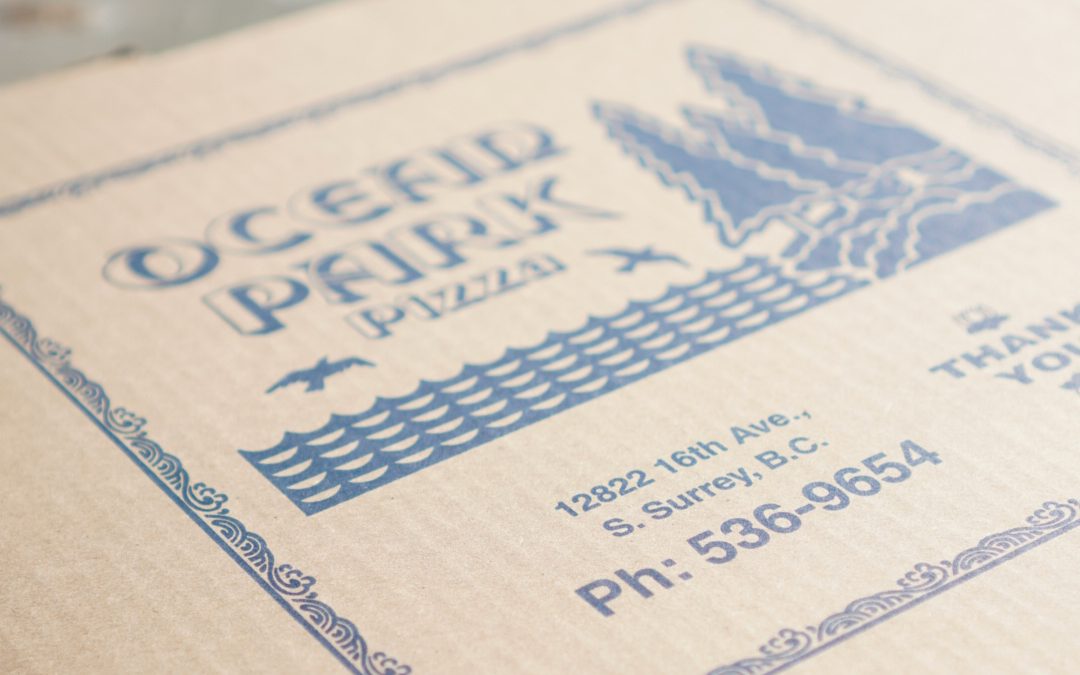 OCEAN
PARK
PIZZA
THANK
YOU
12822 16th Ave.,
S. Surrey, B.C.
Ph: 536-9654